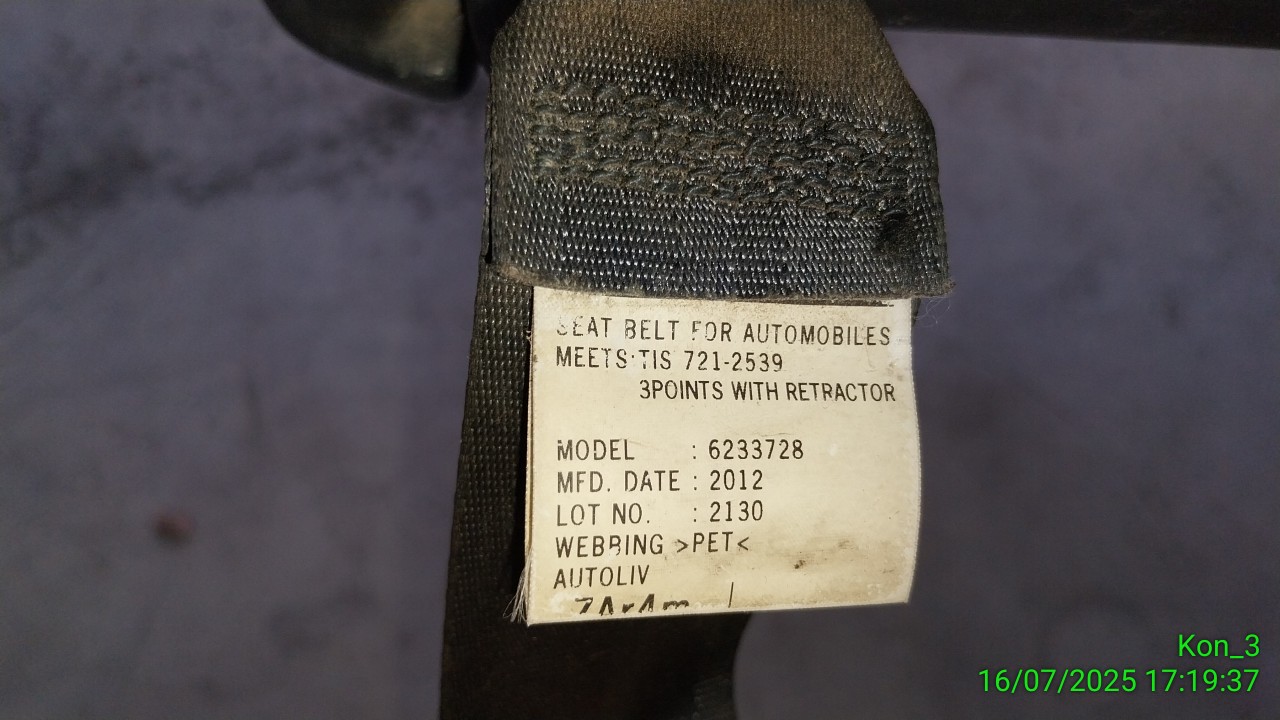 SEAT BELT FOR AUTOMOBILES
MEETS TIS 721-2539
3POINTS WITH RETRACTOR
MODEL : 6233728
MFD. DATE : 2012
LOT NO. : 2130
WEBBING >PET<
AUTOLIV
Kon_3
16/07/2025 17:19:37